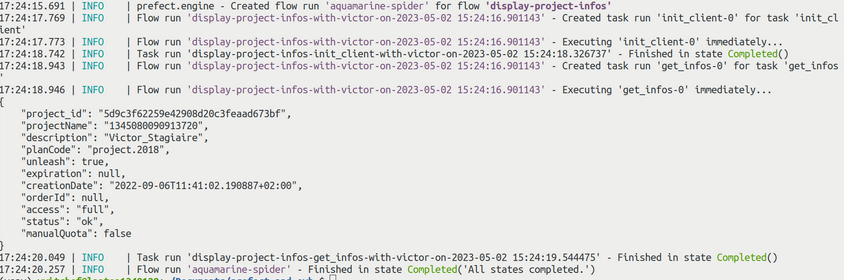 17:24:15.691 | INFO    | prefect.engine - Created flow run 'aquamarine-spider' for flow 'display-project-infos'
17:24:17.769 | INFO    | Flow run 'display-project-infos-with-victor-on-2023-05-02 15:24:16.901143' - Created task run 'init_client-0' for task 'init_cl
ient'
17:24:17.773 | INFO    | Flow run 'display-project-infos-with-victor-on-2023-05-02 15:24:16.901143' - Executing 'init_client-0' immediately...
17:24:18.742 | INFO    | Task run 'display-project-infos-init_client-with-victor-on-2023-05-02 15:24:18.326737' - Finished in state Completed()
17:24:18.943 | INFO    | Flow run 'display-project-infos-with-victor-on-2023-05-02 15:24:16.901143' - Created task run 'get_infos-0' for task 'get_infos
'
17:24:18.946 | INFO    | Flow run 'display-project-infos-with-victor-on-2023-05-02 15:24:16.901143' - Executing 'get_infos-0' immediately...
{
    "project_id": "5d9c3f62259e42908d20c3feaad673bf",
    "projectName": "1345080090913720",
    "description": "Victor_Stagiaire",
    "planCode": "project.2018",
    "unleash": true,
    "expiration": null,
    "creationDate": "2022-09-06T11:41:02.190887+02:00",
    "orderId": null,
    "access": "full",
    "status": "ok",
    "manualQuota": false
}
17:24:20.049 | INFO    | Task run 'display-project-infos-get_infos-with-victor-on-2023-05-02 15:24:19.544475' - Finished in state Completed()
17:24:20.257 | INFO    | Flow run 'aquamarine-spider' - Finished in state Completed('All states completed.')